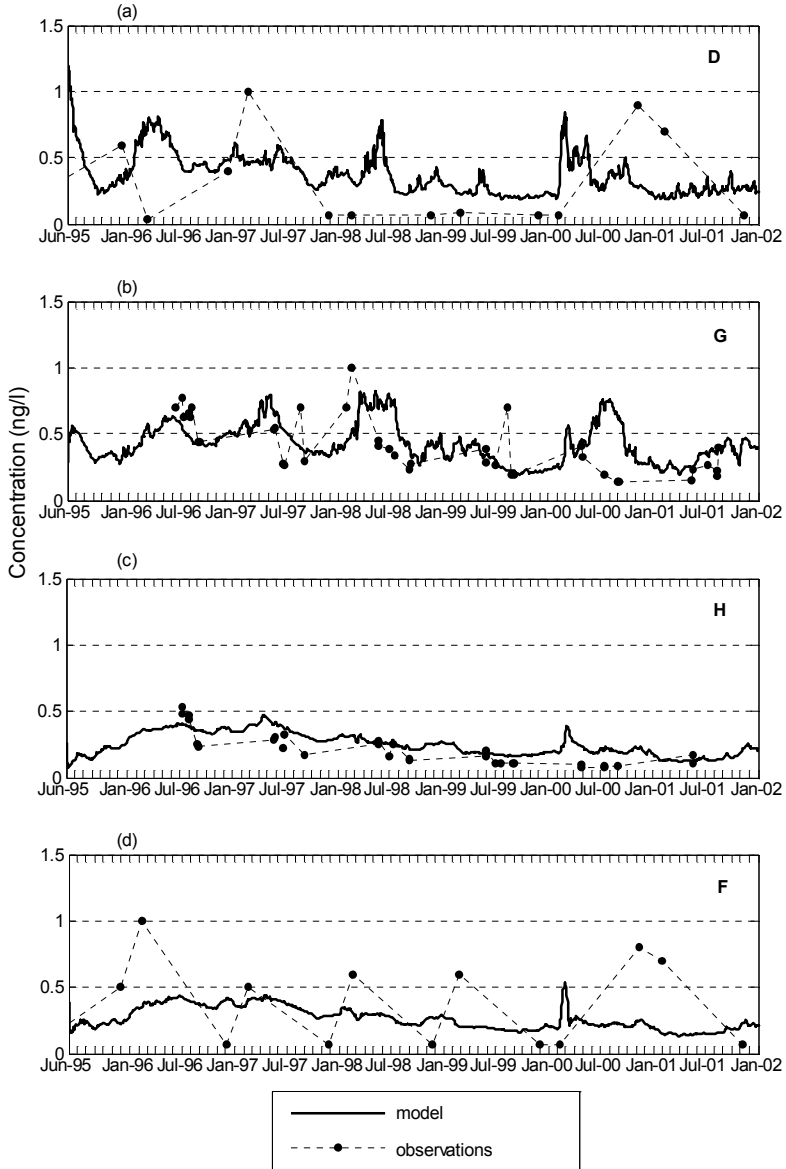 (a)
D
1.5
1
0.5
0
Jun-95 Jan-96 Jul-96 Jan-97 Jul-97 Jan-98 Jul-98 Jan-99 Jul-99 Jan-00 Jul-00 Jan-01 Jul-01 Jan-02
(b)
G
1.5
1
0.5
0
Jun-95 Jan-96 Jul-96 Jan-97 Jul-97 Jan-98 Jul-98 Jan-99 Jul-99 Jan-00 Jul-00 Jan-01 Jul-01 Jan-02
Concentration (ng/l)
(c)
H
1.5
1
0.5
0
Jun-95 Jan-96 Jul-96 Jan-97 Jul-97 Jan-98 Jul-98 Jan-99 Jul-99 Jan-00 Jul-00 Jan-01 Jul-01 Jan-02
(d)
F
1.5
1
0.5
0
Jun-95 Jan-96 Jul-96 Jan-97 Jul-97 Jan-98 Jul-98 Jan-99 Jul-99 Jan-00 Jul-00 Jan-01 Jul-01 Jan-02
model
observations